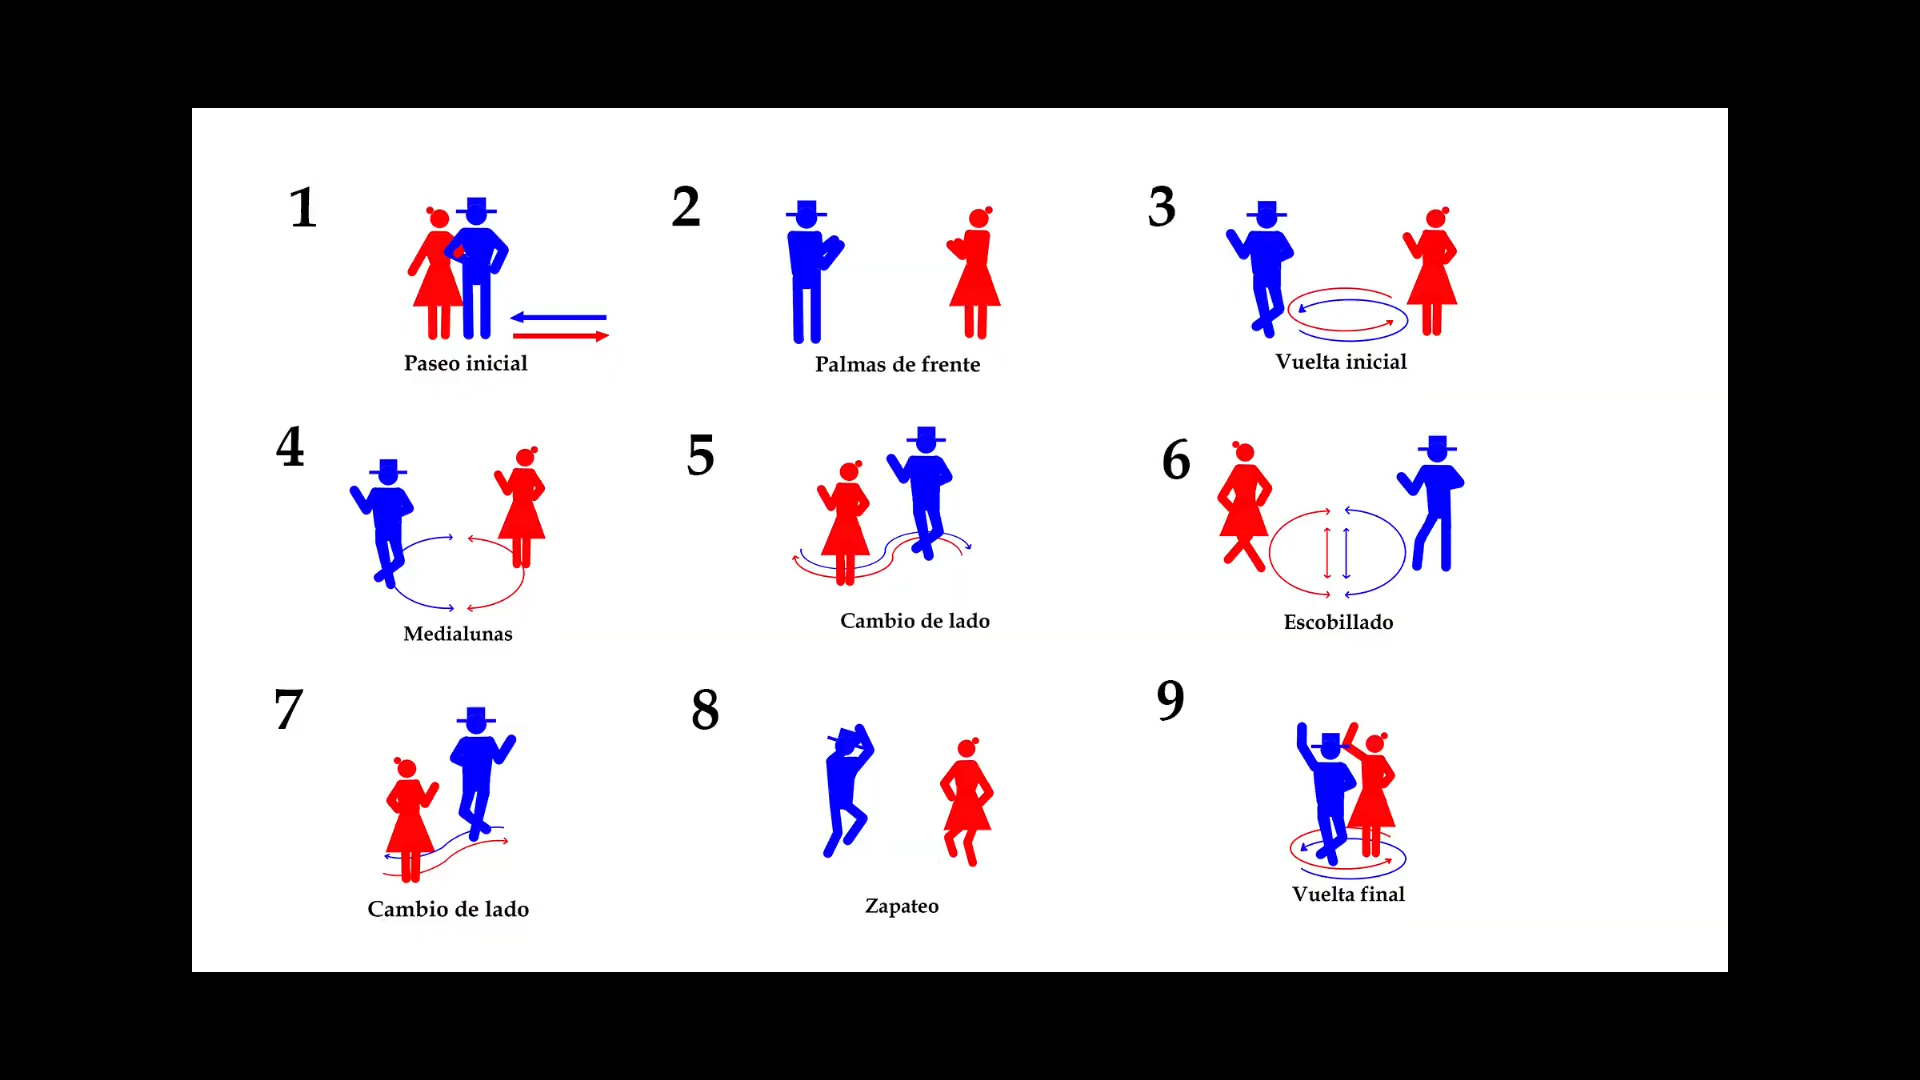 1
Paseo inicial
2
Palmas de frente
3
Vuelta inicial
4
Medialunas
5
Cambio de lado
6
Escobillado
7
Cambio de lado
8
Zapateo
9
Vuelta final